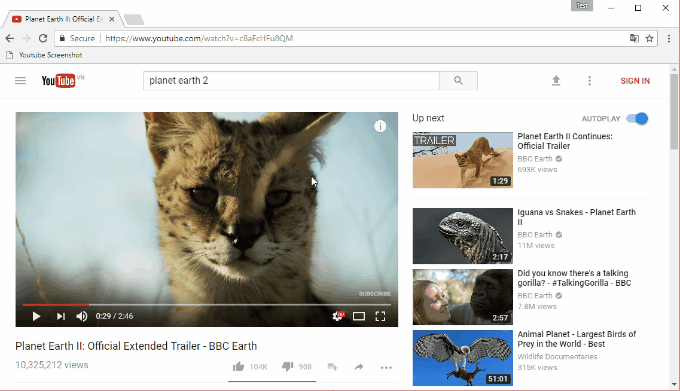 Test
Planet Earth II: Official Ex
Secure
https://www.youtube.com/watch?v=c8aFcHFu8QM
Youtube Screenshot
YouTube VN
planet earth 2
SIGN IN
Up next
AUTOPLAY
TRAILER
1:29
Planet Earth II Continues:
Official Trailer
BBC Earth
693K views
2:17
Iguana vs Snakes - Planet Earth
II
BBC Earth
11M views
2:57
Did you know there's a talking
gorilla? - #TalkingGorilla - BBC
BBC Earth
7.8M views
51:01
Animal Planet - Largest Birds of
Prey in the World - Best
Wildlife Documentaries
315K views
SUBSCRIBE
0:29 / 2:46
HD
Planet Earth II: Official Extended Trailer - BBC Earth
10,325,212 views
104K
908